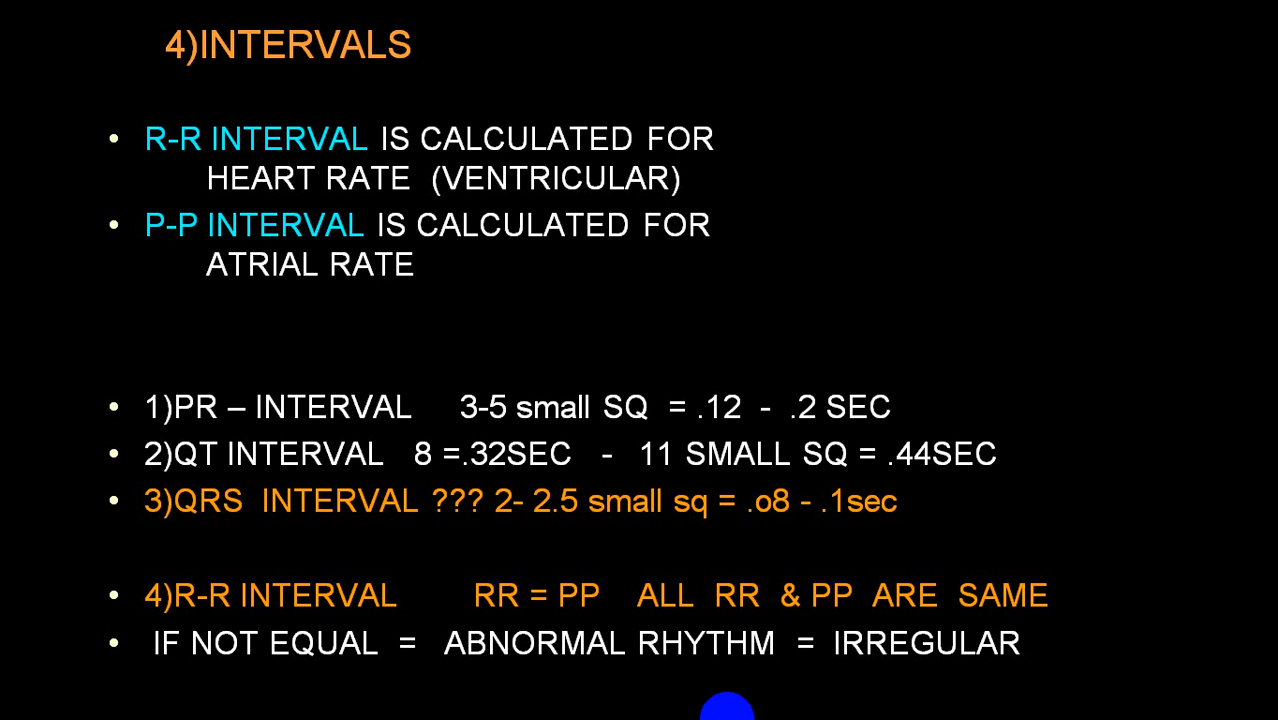 4)INTERVALS
• R-R INTERVAL IS CALCULATED FOR
HEART RATE (VENTRICULAR)
• P-P INTERVAL IS CALCULATED FOR
ATRIAL RATE
• 1)PR – INTERVAL 3-5 small SQ = .12 - .2 SEC
• 2)QT INTERVAL 8 =.32SEC - 11 SMALL SQ = .44SEC
• 3)QRS INTERVAL ??? 2- 2.5 small sq = .o8 - .1sec
• 4)R-R INTERVAL RR = PP ALL RR & PP ARE SAME
• IF NOT EQUAL = ABNORMAL RHYTHM = IRREGULAR